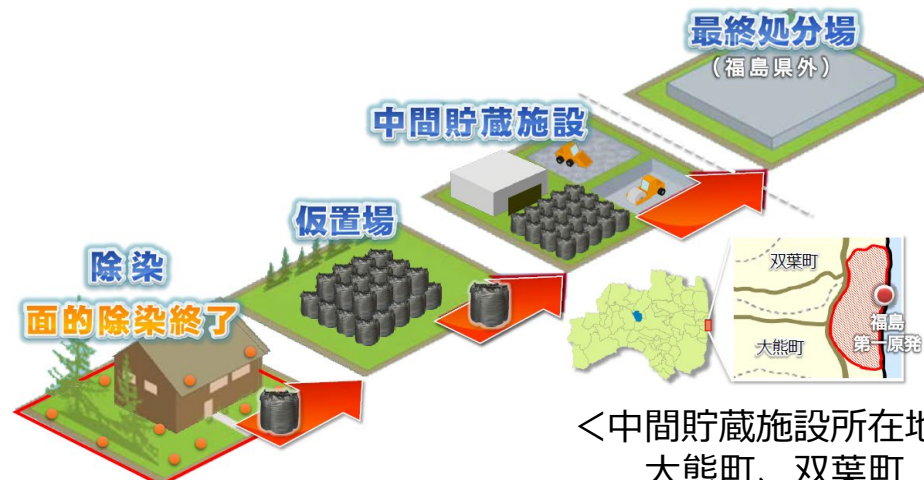 最終処分場
（福島県外）
中間貯蔵施設
仮置場
除染
面的除染終了
双葉町
大熊町
福島
第一原発
＜中間貯蔵施設所在地
大熊町、双葉町